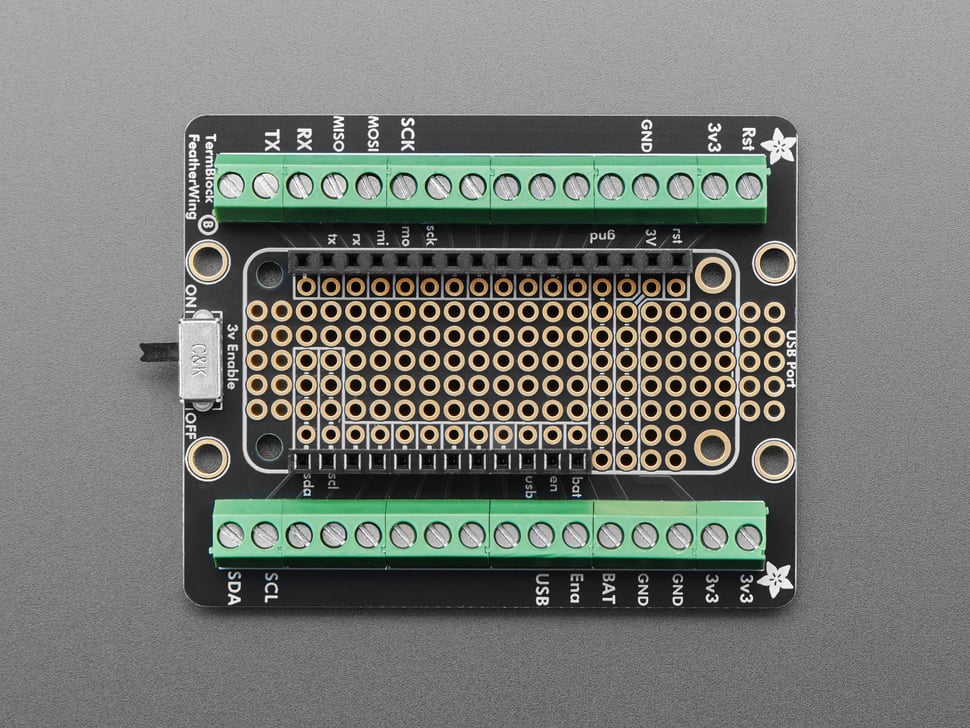 TermBlock
FeatherWing
B
TX
RX
MISO
MOSI
SCK
GND
3v3
Rst
tx
rx
mi
mo
sck
gnd
3V
rst
ON
C&K
OFF
3v Enable
USB Port
sda
scl
usb
en
bat
SDA
SCL
USB
Ena
BAT
GND
GND
3v3
3v3